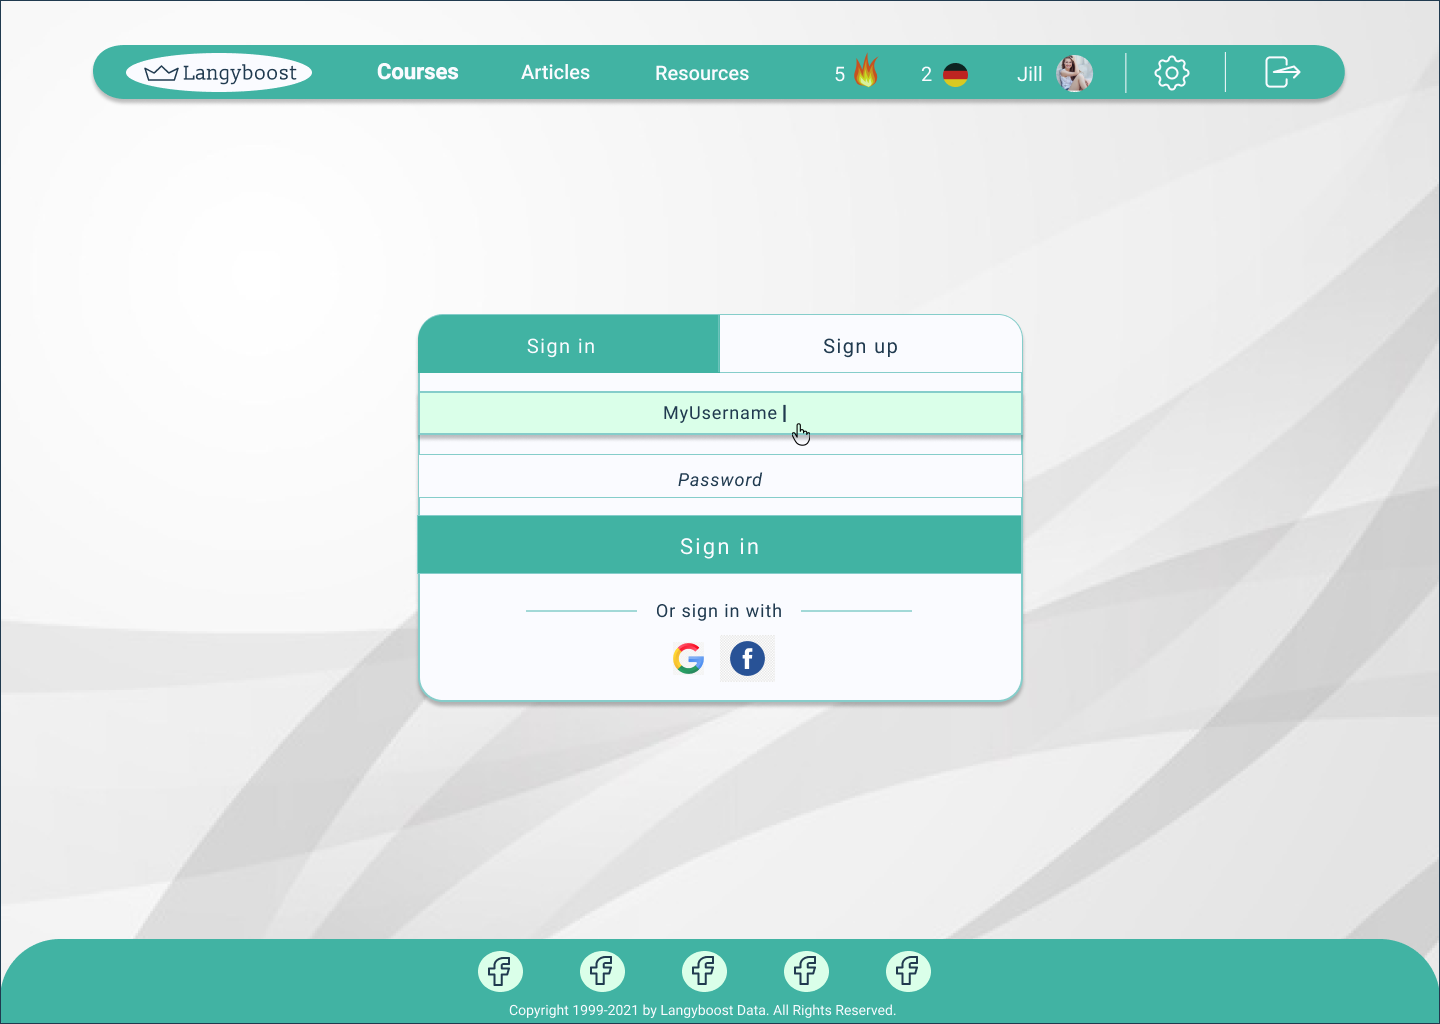 Langyboost Courses Articles Resources 5 2 Jill
Sign in Sign up
MyUsername |
Password
Sign in
Or sign in with
Copyright 1999-2021 by Langyboost Data. All Rights Reserved.